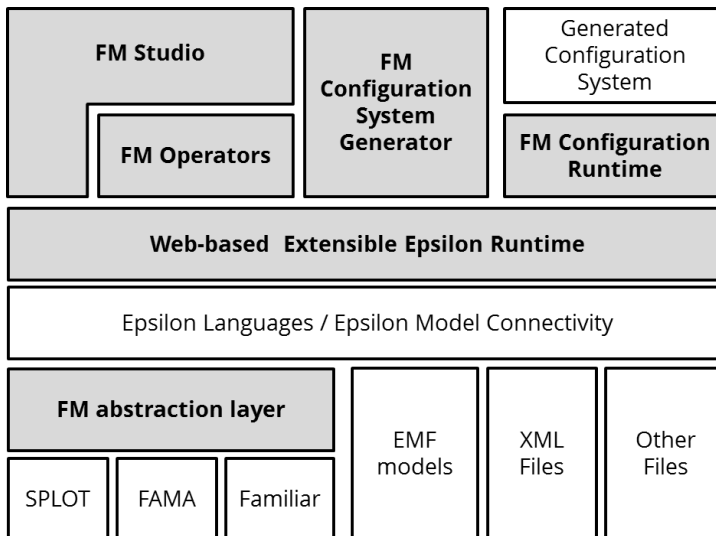 FM Studio
FM Operators
FM
Configuration
System
Generator
Generated
Configuration
System
FM Configuration
Runtime
Web-based Extensible Epsilon Runtime
Epsilon Languages / Epsilon Model Connectivity
FM abstraction layer
SPLOT
FAMA
Familiar
EMF
models
XML
Files
Other
Files